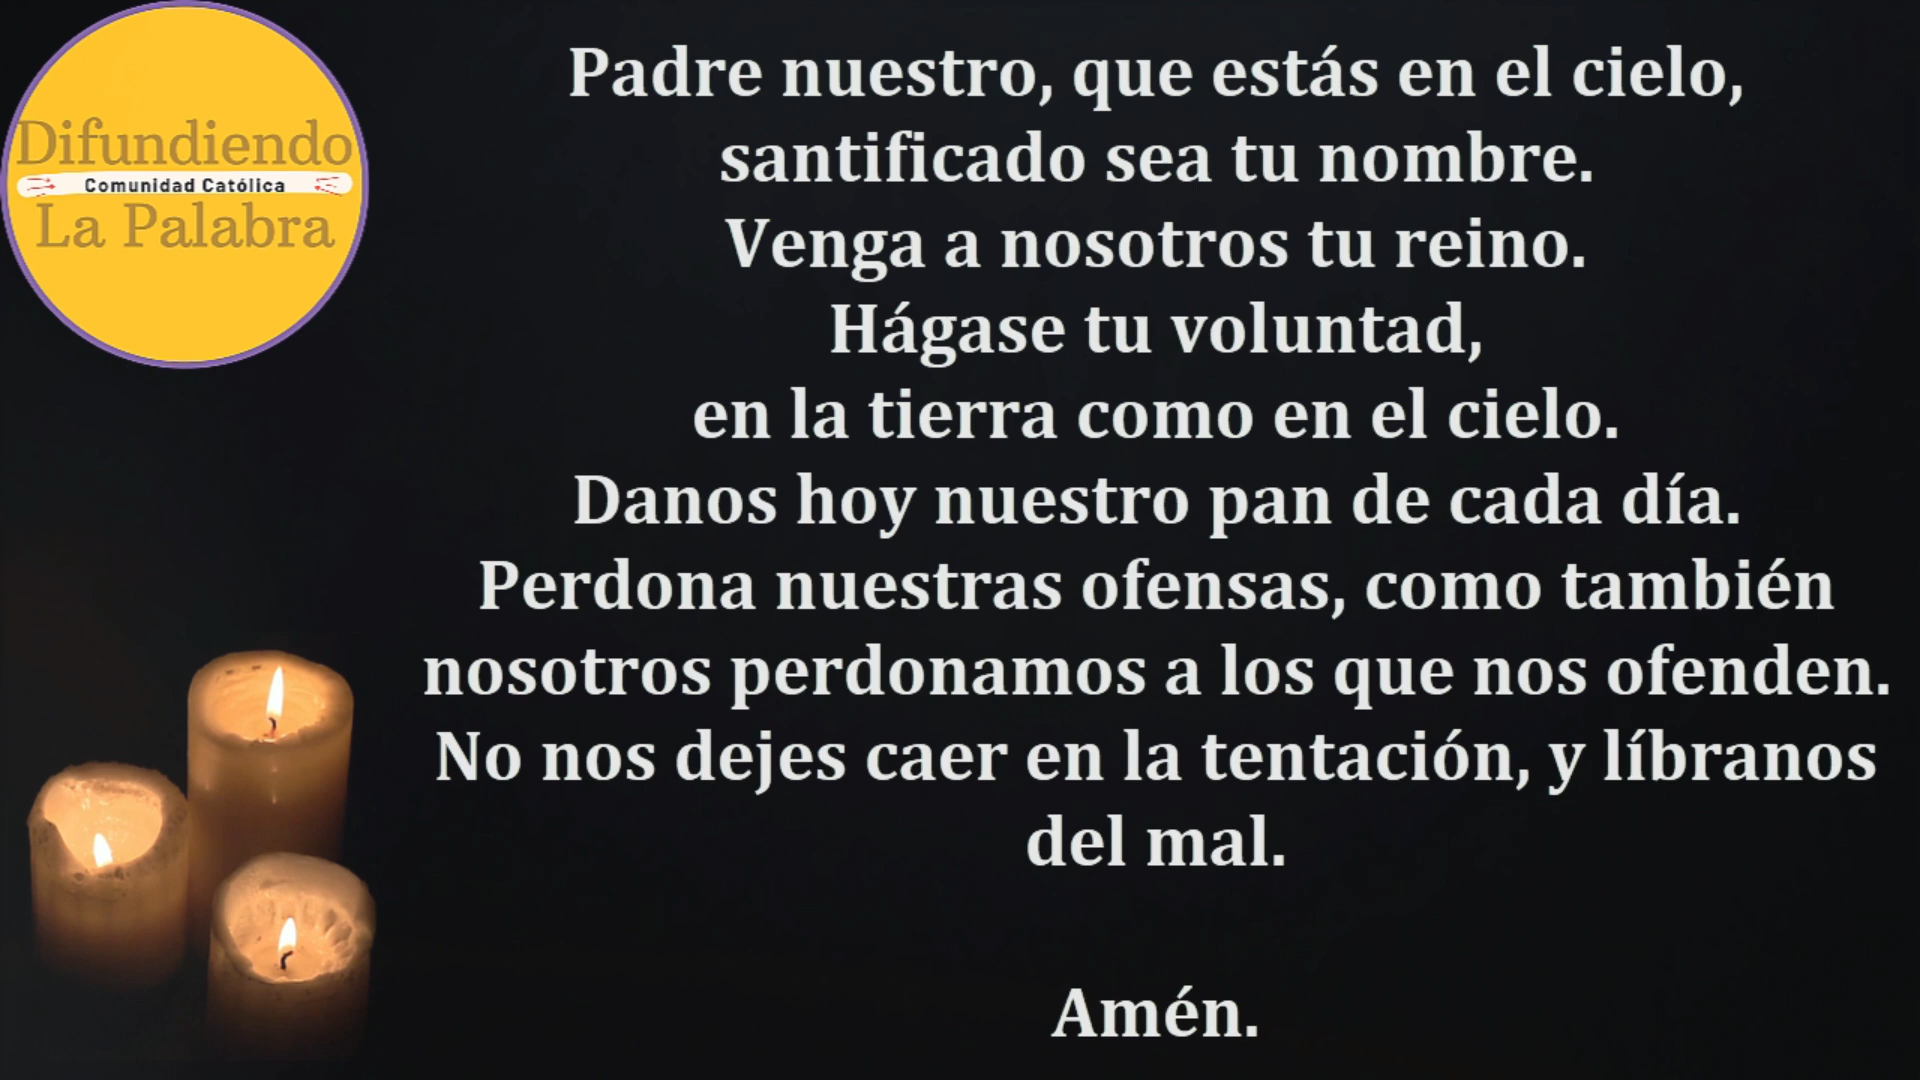 Difundiendo
Comunidad Católica
La Palabra
Padre nuestro, que estás en el cielo,
santificado sea tu nombre.
Venga a nosotros tu reino.
Hágase tu voluntad,
en la tierra como en el cielo.
Danos hoy nuestro pan de cada día.
Perdona nuestras ofensas, como también
nosotros perdonamos a los que nos ofenden.
No nos dejes caer en la tentación, y líbranos
del mal.
Amén.